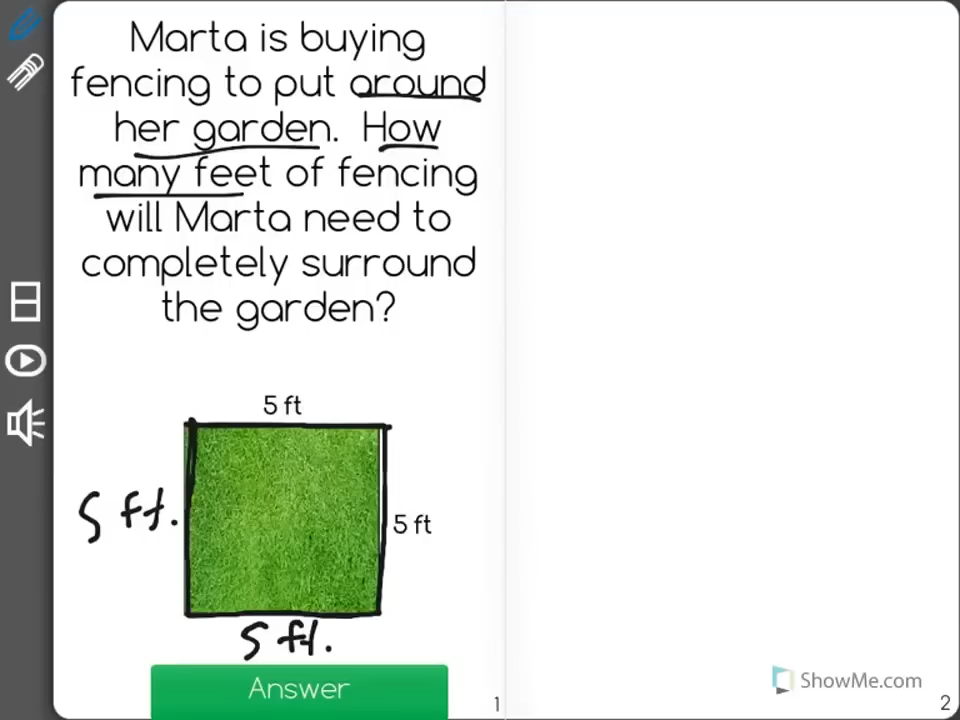 Marta is buying
fencing to put around
her garden. How
many feet of fencing
will Marta need to
completely surround
the garden?
5 ft
5 ft.
5 ft
5 ft.
Answer
1
ShowMe.com
2